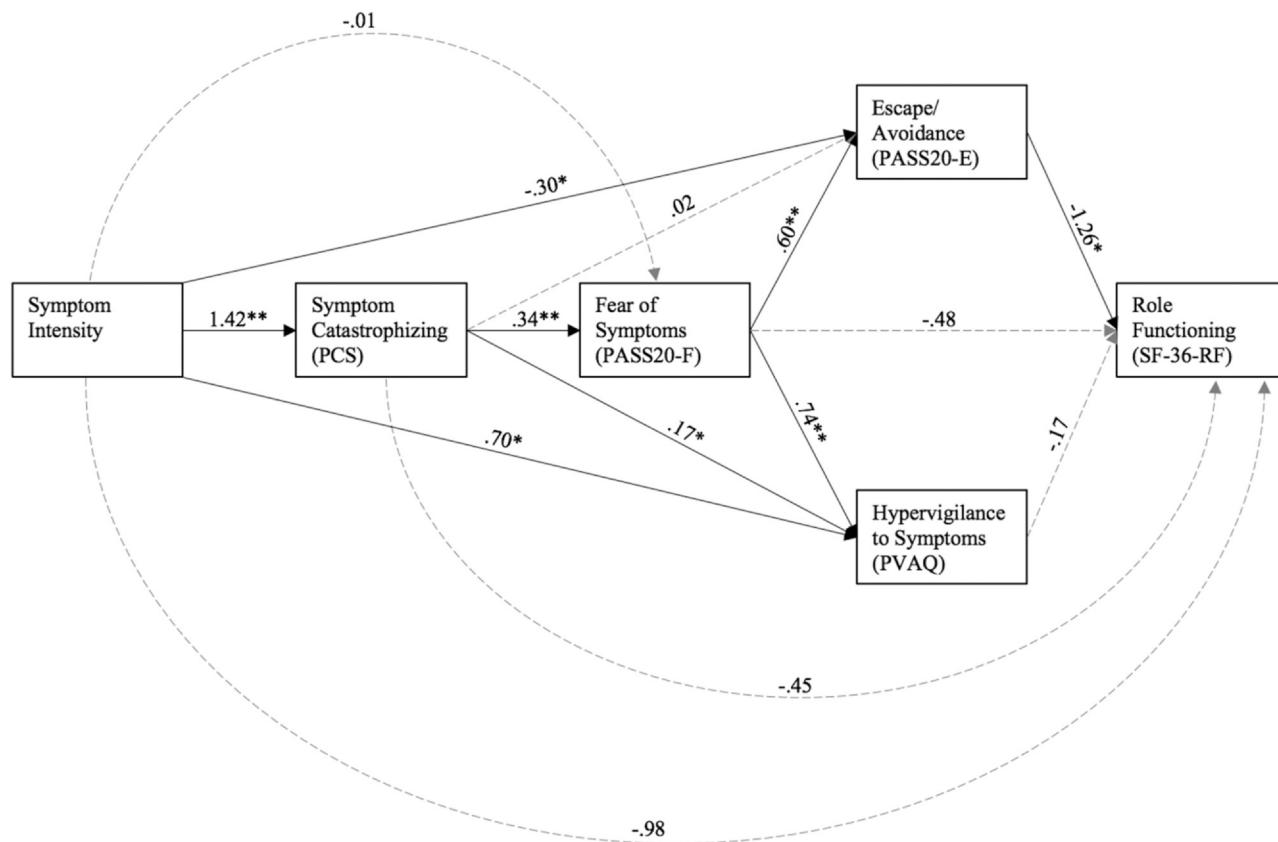 -.01
Escape/
Avoidance
(PASS20-E)
-.30*
.02
.60**
-1.26*
Symptom
Intensity
1.42**
Symptom
Catastrophizing
(PCS)
.34**
Fear of
Symptoms
(PASS20-F)
-.48
Role
Functioning
(SF-36-RF)
.70*
.17*
.74**
-.17
Hypervigilance
to Symptoms
(PVAQ)
-.45
-.98